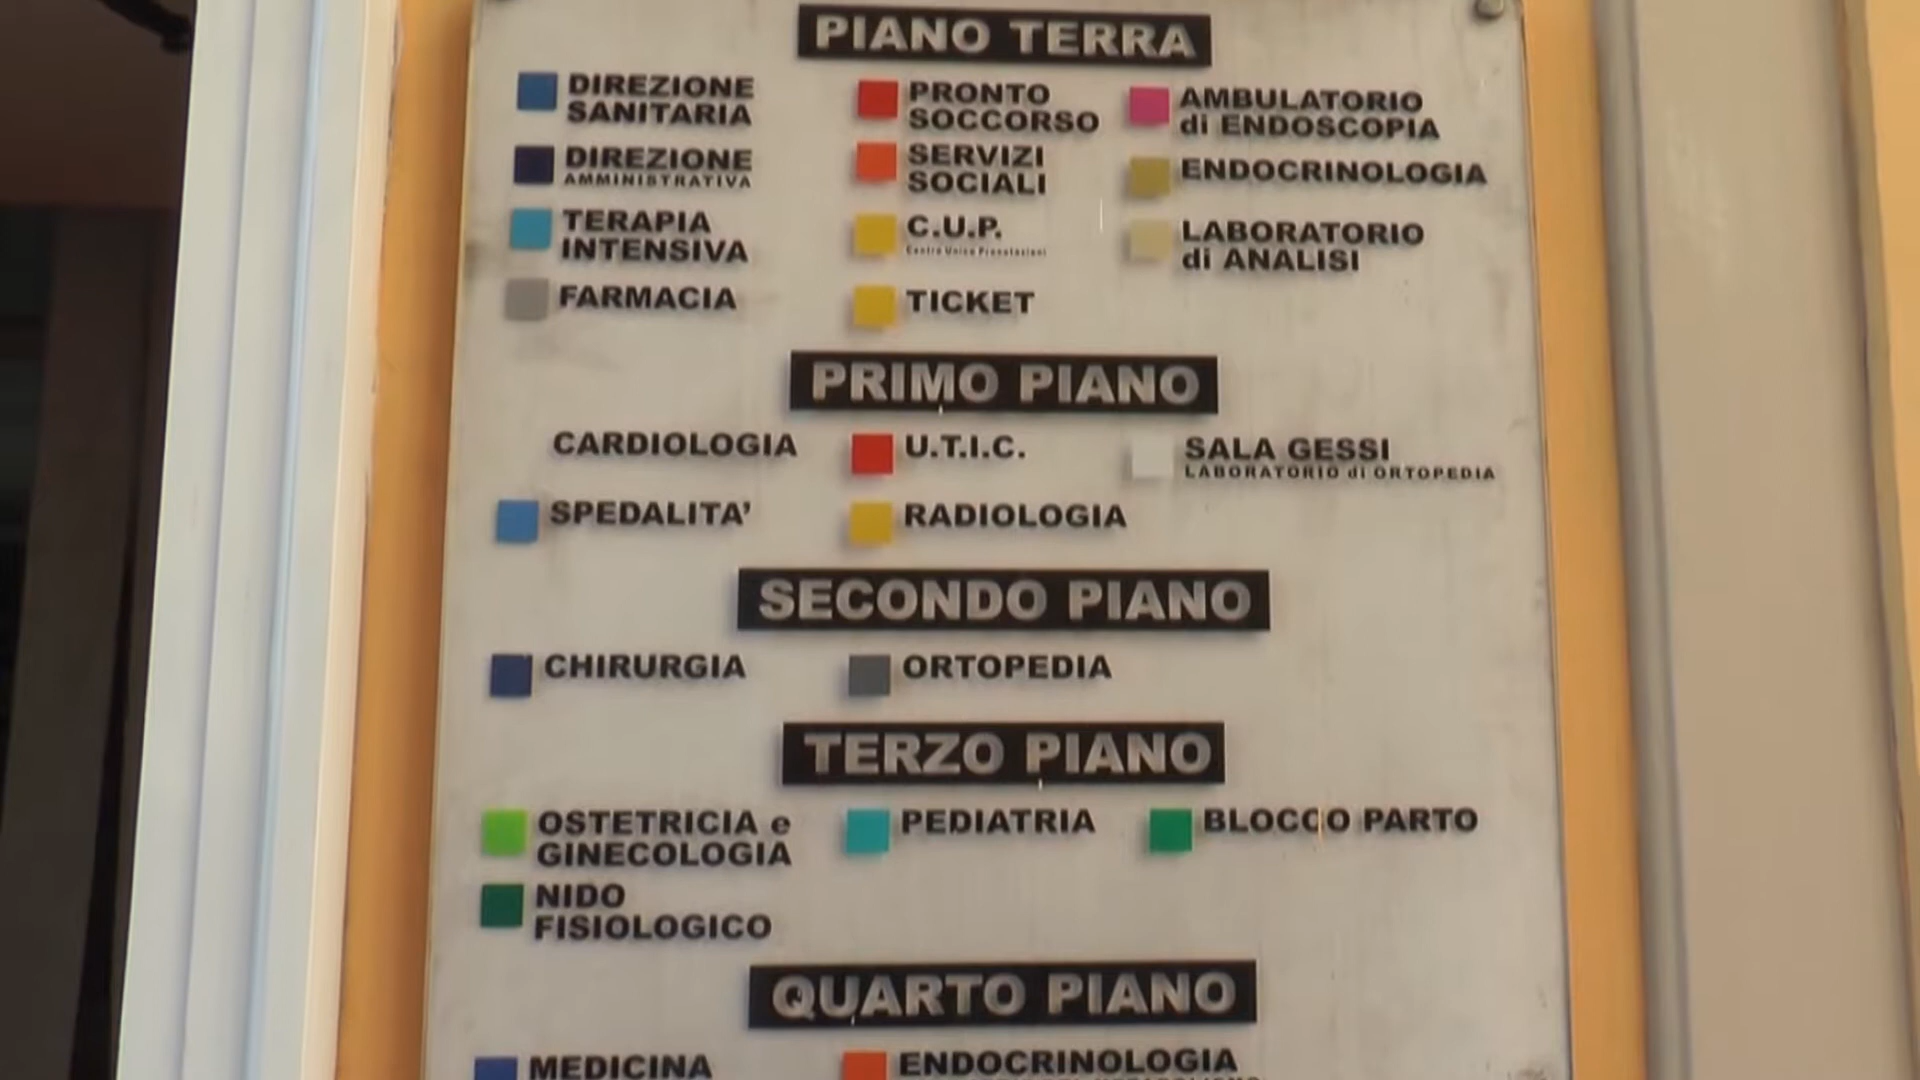 PIANO TERRA
DIREZIONE
SANITARIA
DIREZIONE
AMMINISTRATIVA
TERAPIA
INTENSIVA
FARMACIA
PRONTO
SOCCORSO
SERVIZI
SOCIALI
C.U.P.
Centro Unico Prenotazioni
TICKET
AMBULATORIO
di ENDOSCOPIA
ENDOCRINOLOGIA
LABORATORIO
di ANALISI
PRIMO PIANO
CARDIOLOGIA
SPEDALITA'
U.T.I.C.
RADIOLOGIA
SALA GESSI
LABORATORIO di ORTOPEDIA
SECONDO PIANO
CHIRURGIA
ORTOPEDIA
TERZO PIANO
OSTETRICIA e
GINECOLOGIA
NIDO
FISIOLOGICO
PEDIATRIA
BLOCCO PARTO
QUARTO PIANO
MEDICINA
ENDOCRINOLOGIA